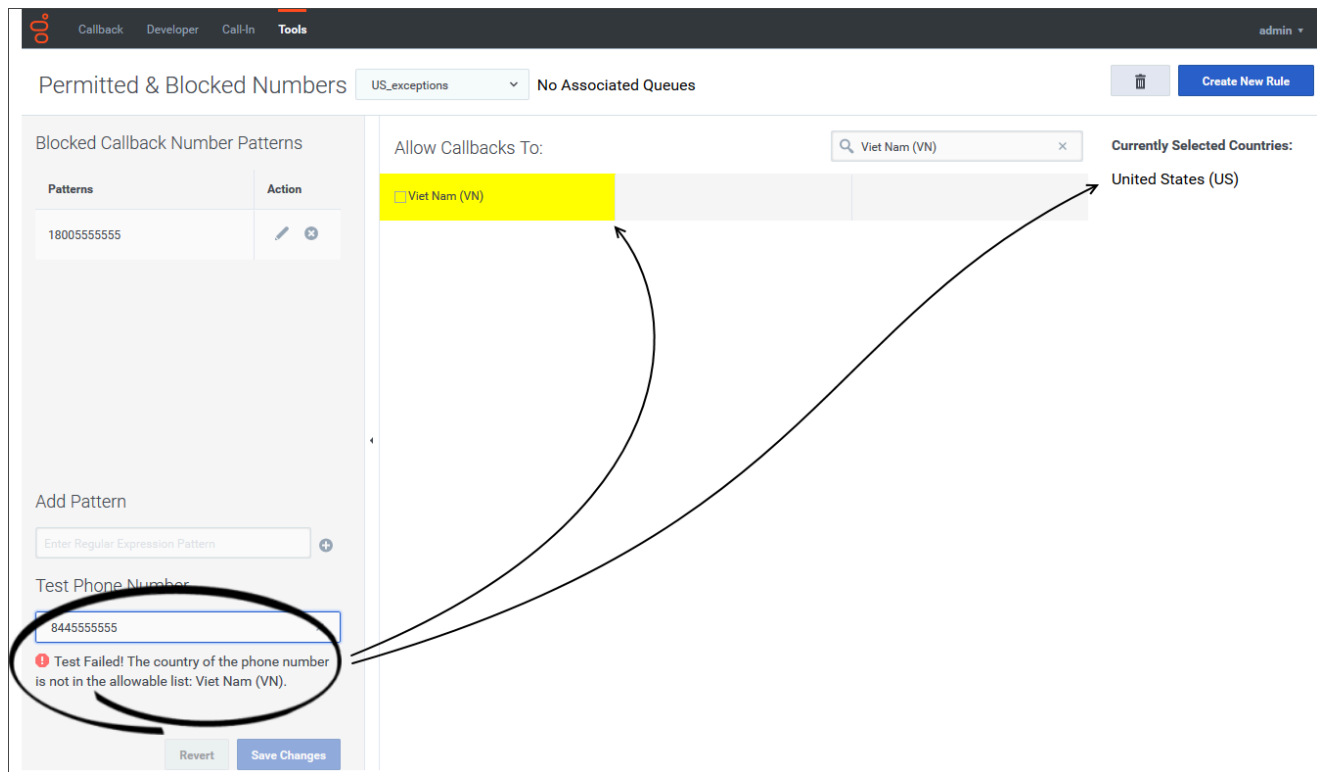 Callback Developer Call-In Tools admin
Permitted & Blocked Numbers US_exceptions No Associated Queues Create New Rule
Blocked Callback Number Patterns
Patterns Action
18005555555
Add Pattern
Enter Regular Expression Pattern
Test Phone Number
8445555555
Test Failed! The country of the phone number
is not in the allowable list: Viet Nam (VN).
Revert Save Changes
Allow Callbacks To: Viet Nam (VN)
Viet Nam (VN)
Currently Selected Countries:
United States (US)